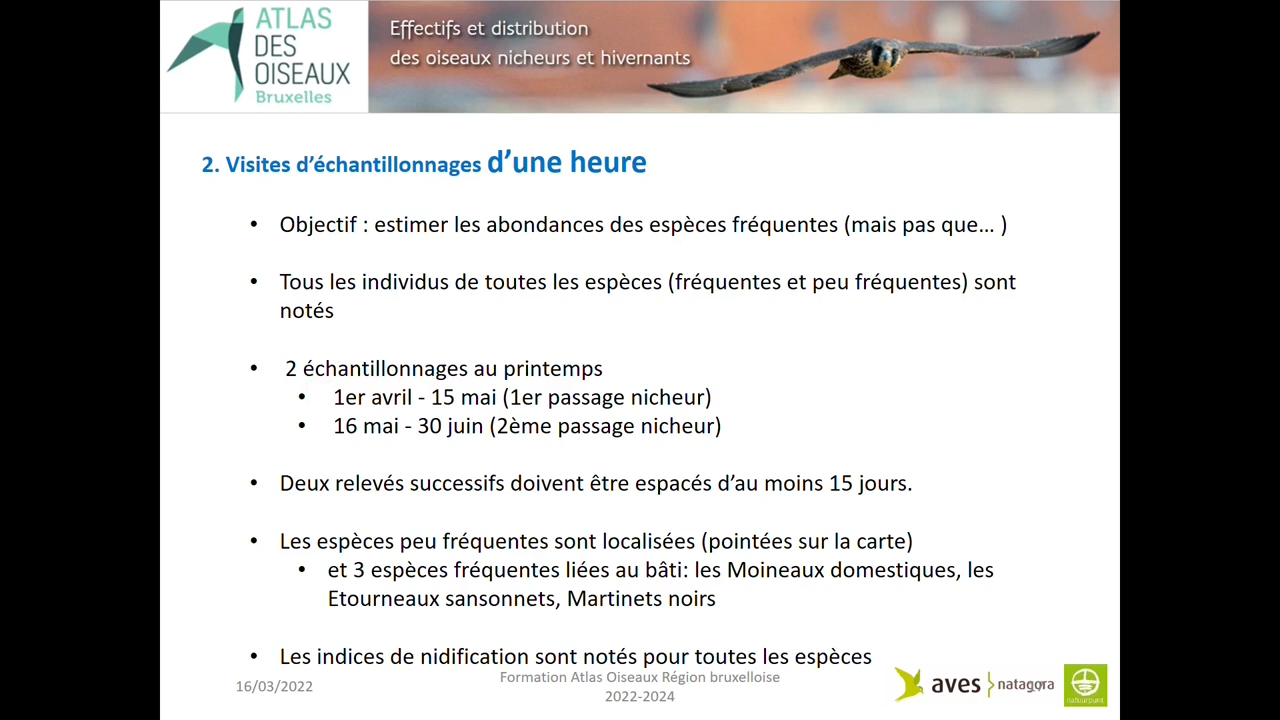 ATLAS
DES
OISEAUX
Bruxelles
Effectifs et distribution
des oiseaux nicheurs et hivernants
2. Visites d’échantillonnages d’une heure
• Objectif : estimer les abondances des espèces fréquentes (mais pas que… )
• Tous les individus de toutes les espèces (fréquentes et peu fréquentes) sont
notés
• 2 échantillonnages au printemps
• 1er avril - 15 mai (1er passage nicheur)
• 16 mai - 30 juin (2ème passage nicheur)
• Deux relevés successifs doivent être espacés d’au moins 15 jours.
• Les espèces peu fréquentes sont localisées (pointées sur la carte)
• et 3 espèces fréquentes liées au bâti: les Moineaux domestiques, les
Etourneaux sansonnets, Martinets noirs
• Les indices de nidification sont notés pour toutes les espèces
16/03/2022
Formation Atlas Oiseaux Région bruxelloise
2022-2024
aves natagora
natuurpunt